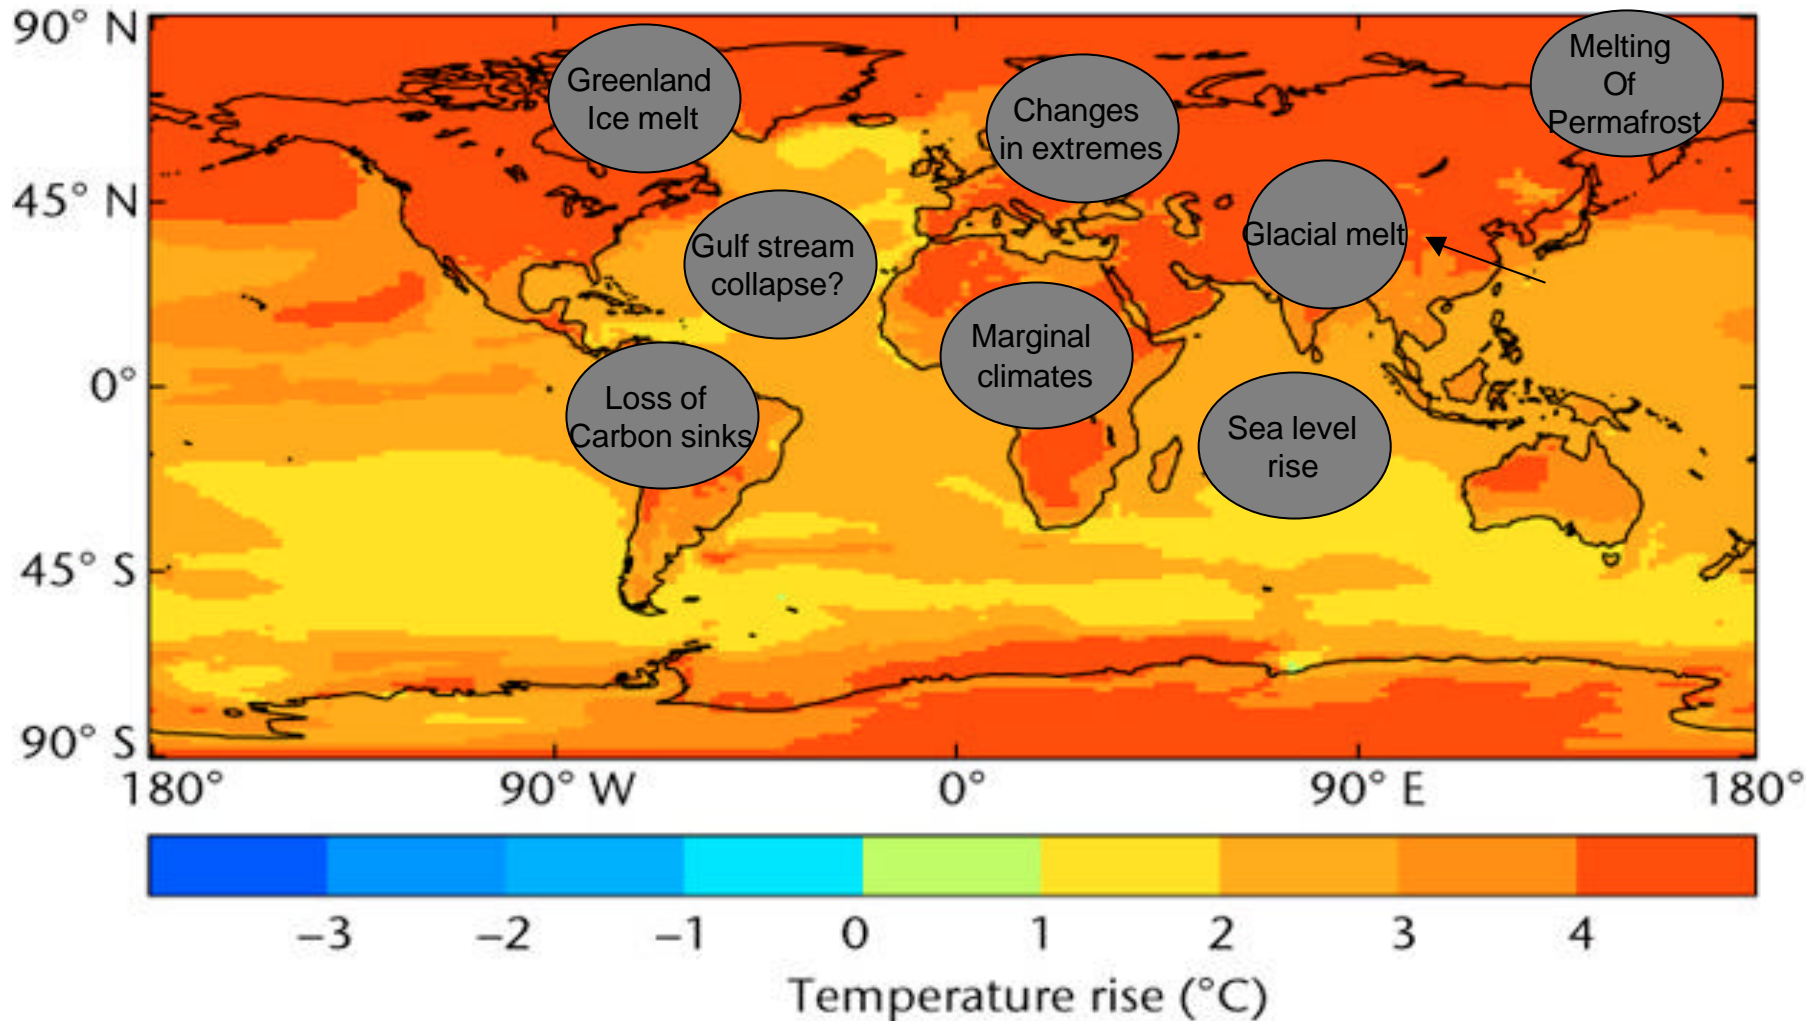 90° N
45° N
0°
45° S
90° S
Greenland
Ice melt
Changes
in extremes
Melting
Of
Permafrost
Gulf stream
collapse?
Glacial melt
Marginal
climates
Loss of
Carbon sinks
Sea level
rise
180° 90° W 0° 90° E 180°
−3 −2 −1 0 1 2 3 4
Temperature rise (°C)